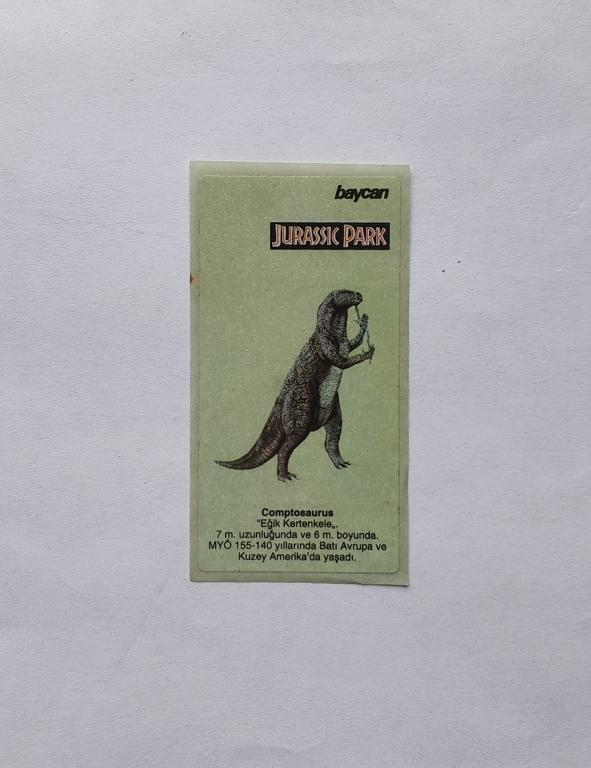 baycan
JURASSIC PARK
Comptosaurus
"Eğik Kertenkele„.
7 m. uzunluğunda ve 6 m. boyunda.
MYÖ 155-140 yıllarında Batı Avrupa ve
Kuzey Amerika'da yaşadı.